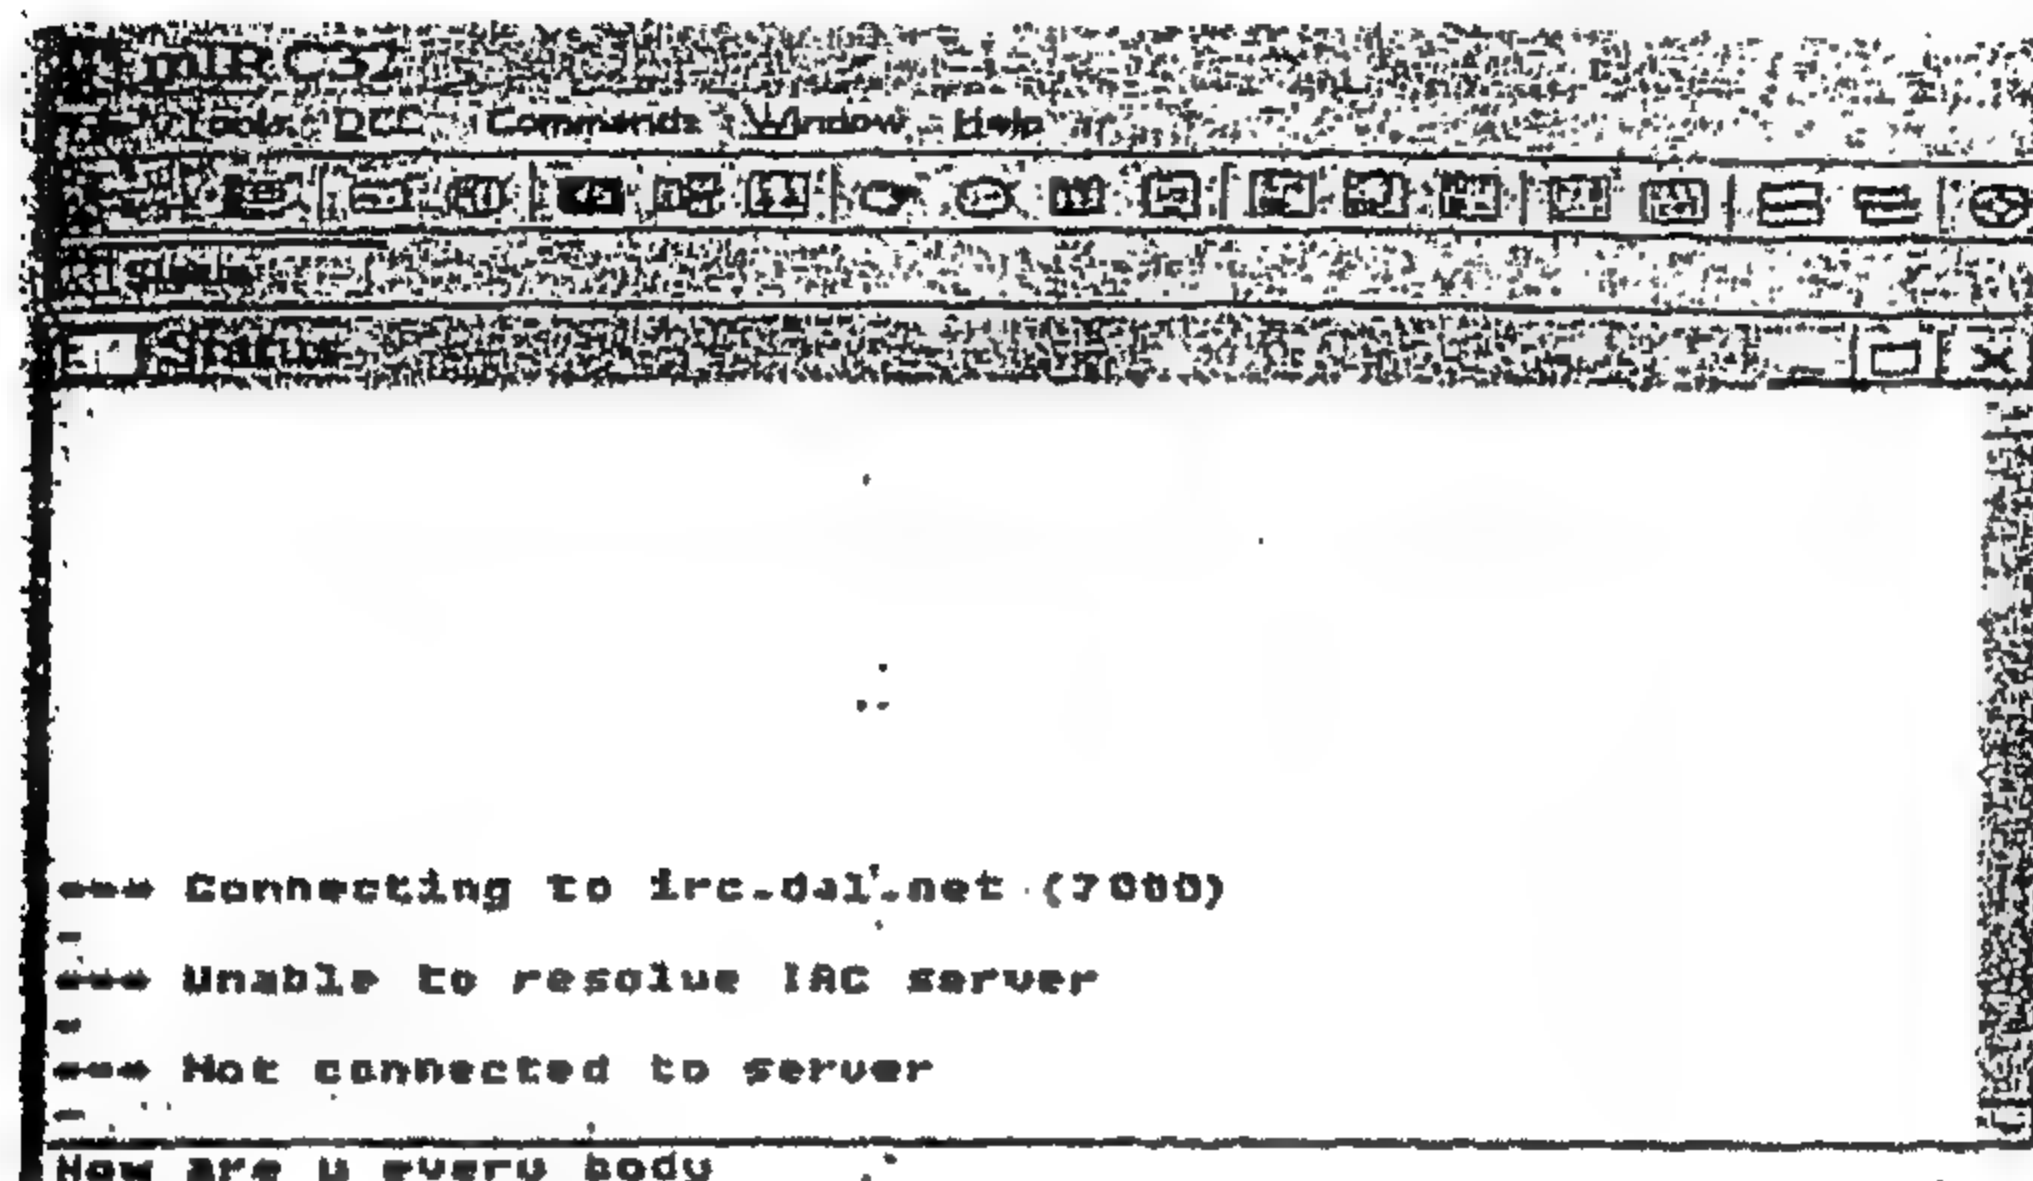 mIRC32
Tools DCC Commands Window Help
Status
Status
*** Connecting to irc.dal.net (7000)
-
*** Unable to resolve IRC server
-
*** Not connected to server
-
How are u every body